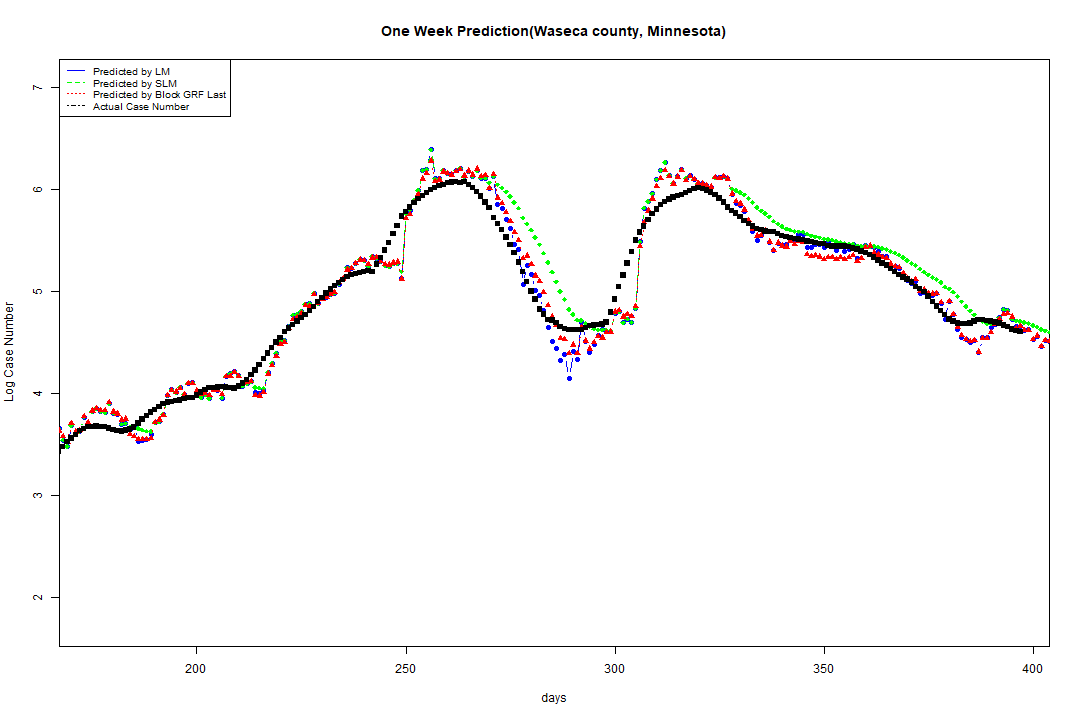 One Week Prediction(Waseca county, Minnesota)
Predicted by LM
Predicted by SLM
Predicted by Block GRF Last
Actual Case Number
7
6
5
4
3
2
Log Case Number
200 250 300 350 400
days